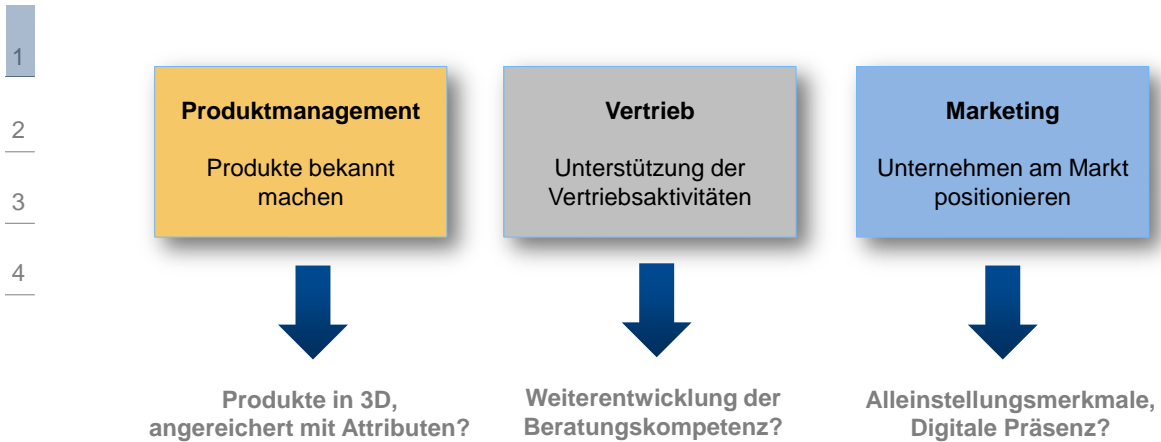 1
2
3
4
Produktmanagement
Produkte bekannt
machen
Vertrieb
Unterstützung der
Vertriebsaktivitäten
Marketing
Unternehmen am Markt
positionieren
Produkte in 3D,
angereichert mit Attributen?
Weiterentwicklung der
Beratungskompetenz?
Alleinstellungsmerkmale,
Digitale Präsenz?